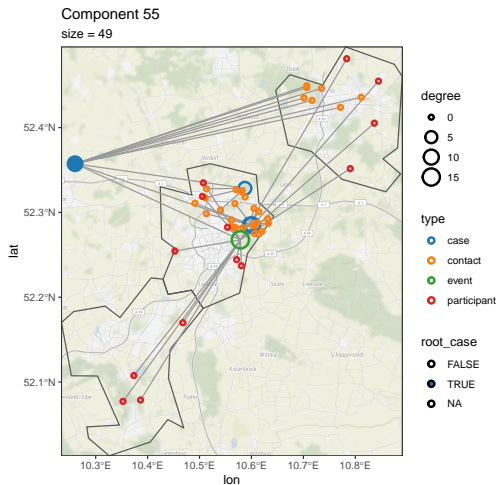 Component 55
size = 49
52.4°N
52.3°N
52.2°N
52.1°N
lat
10.3°E
10.4°E
10.5°E
10.6°E
10.7°E
10.8°E
lon
degree
0
5
10
15
type
case
contact
event
participant
root_case
FALSE
TRUE
NA